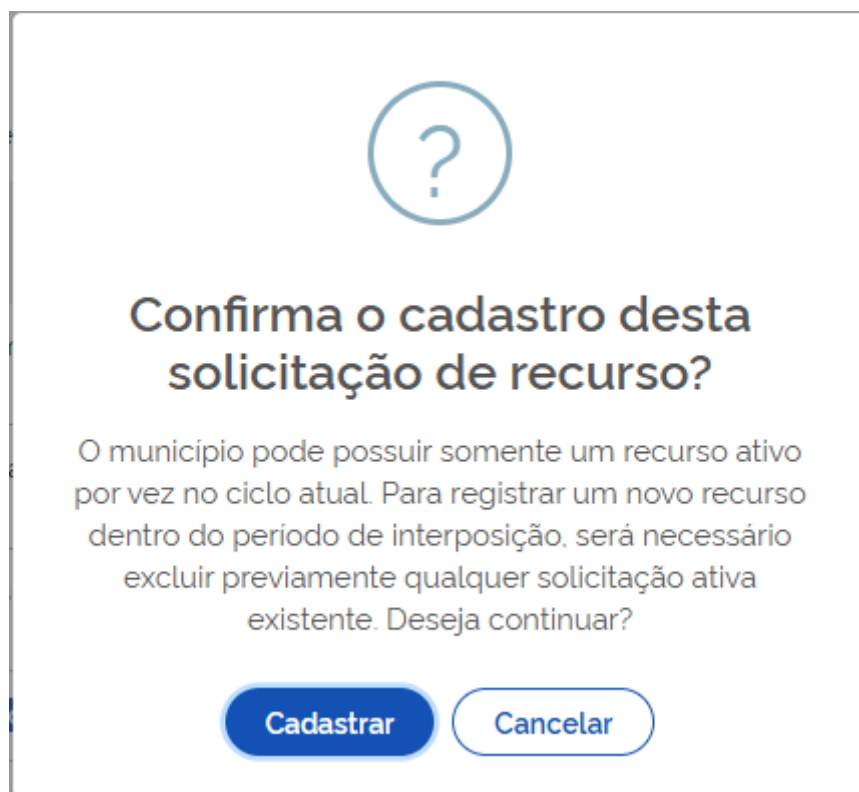 ?
Confirma o cadastro desta
solicitação de recurso?
O município pode possuir somente um recurso ativo
por vez no ciclo atual. Para registrar um novo recurso
dentro do período de interposição, será necessário
excluir previamente qualquer solicitação ativa
existente. Deseja continuar?
Cadastrar
Cancelar